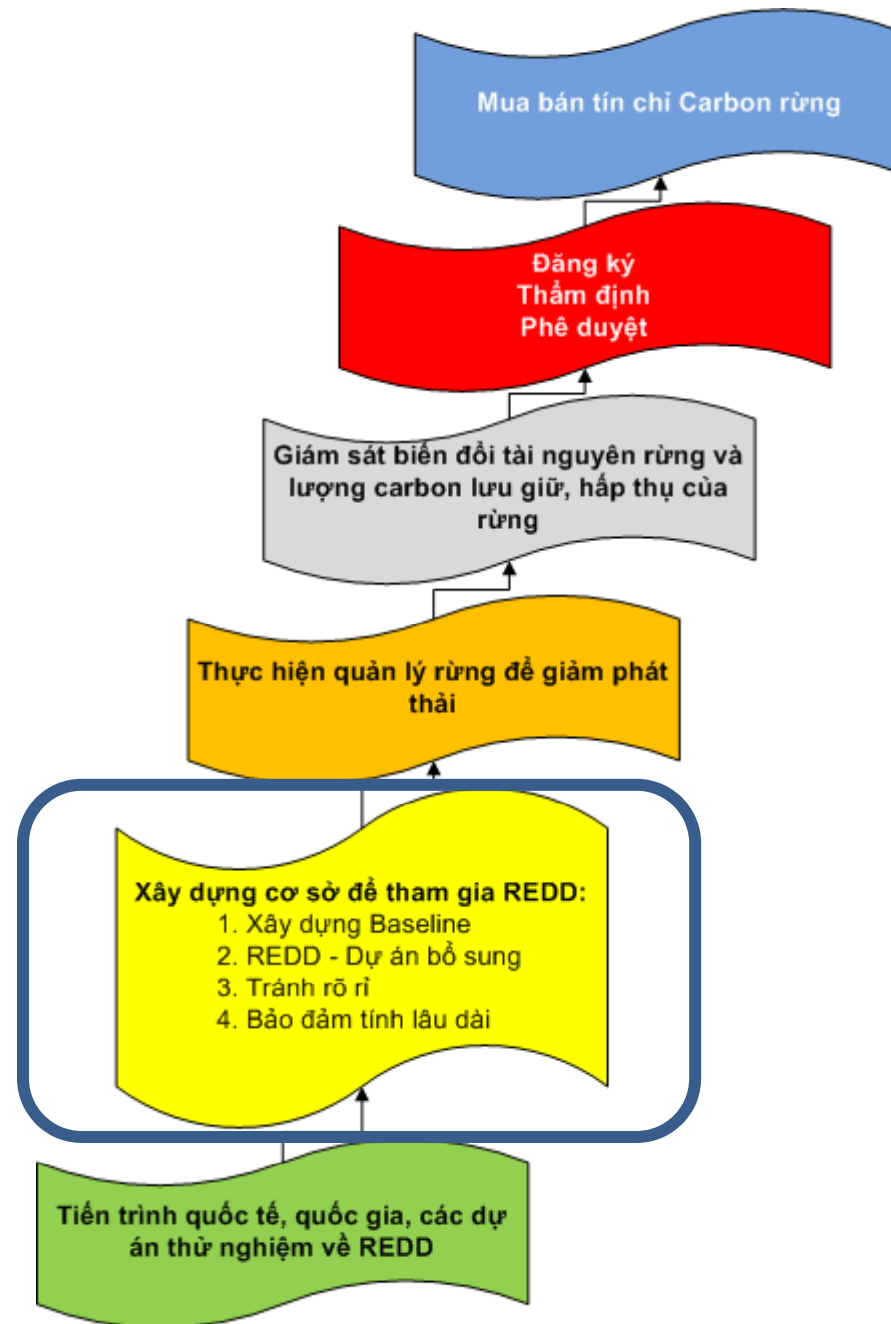 Mua bán tín chỉ Carbon rừng
Đăng ký
Thẩm định
Phê duyệt
Giám sát biến đổi tài nguyên rừng và
lượng carbon lưu giữ, hấp thụ của
rừng
Thực hiện quản lý rừng để giảm phát
thải
Xây dựng cơ sở để tham gia REDD:
1. Xây dựng Baseline
2. REDD - Dự án bổ sung
3. Tránh rõ rỉ
4. Bảo đảm tính lâu dài
Tiến trình quốc tế, quốc gia, các dự
án thử nghiệm về REDD